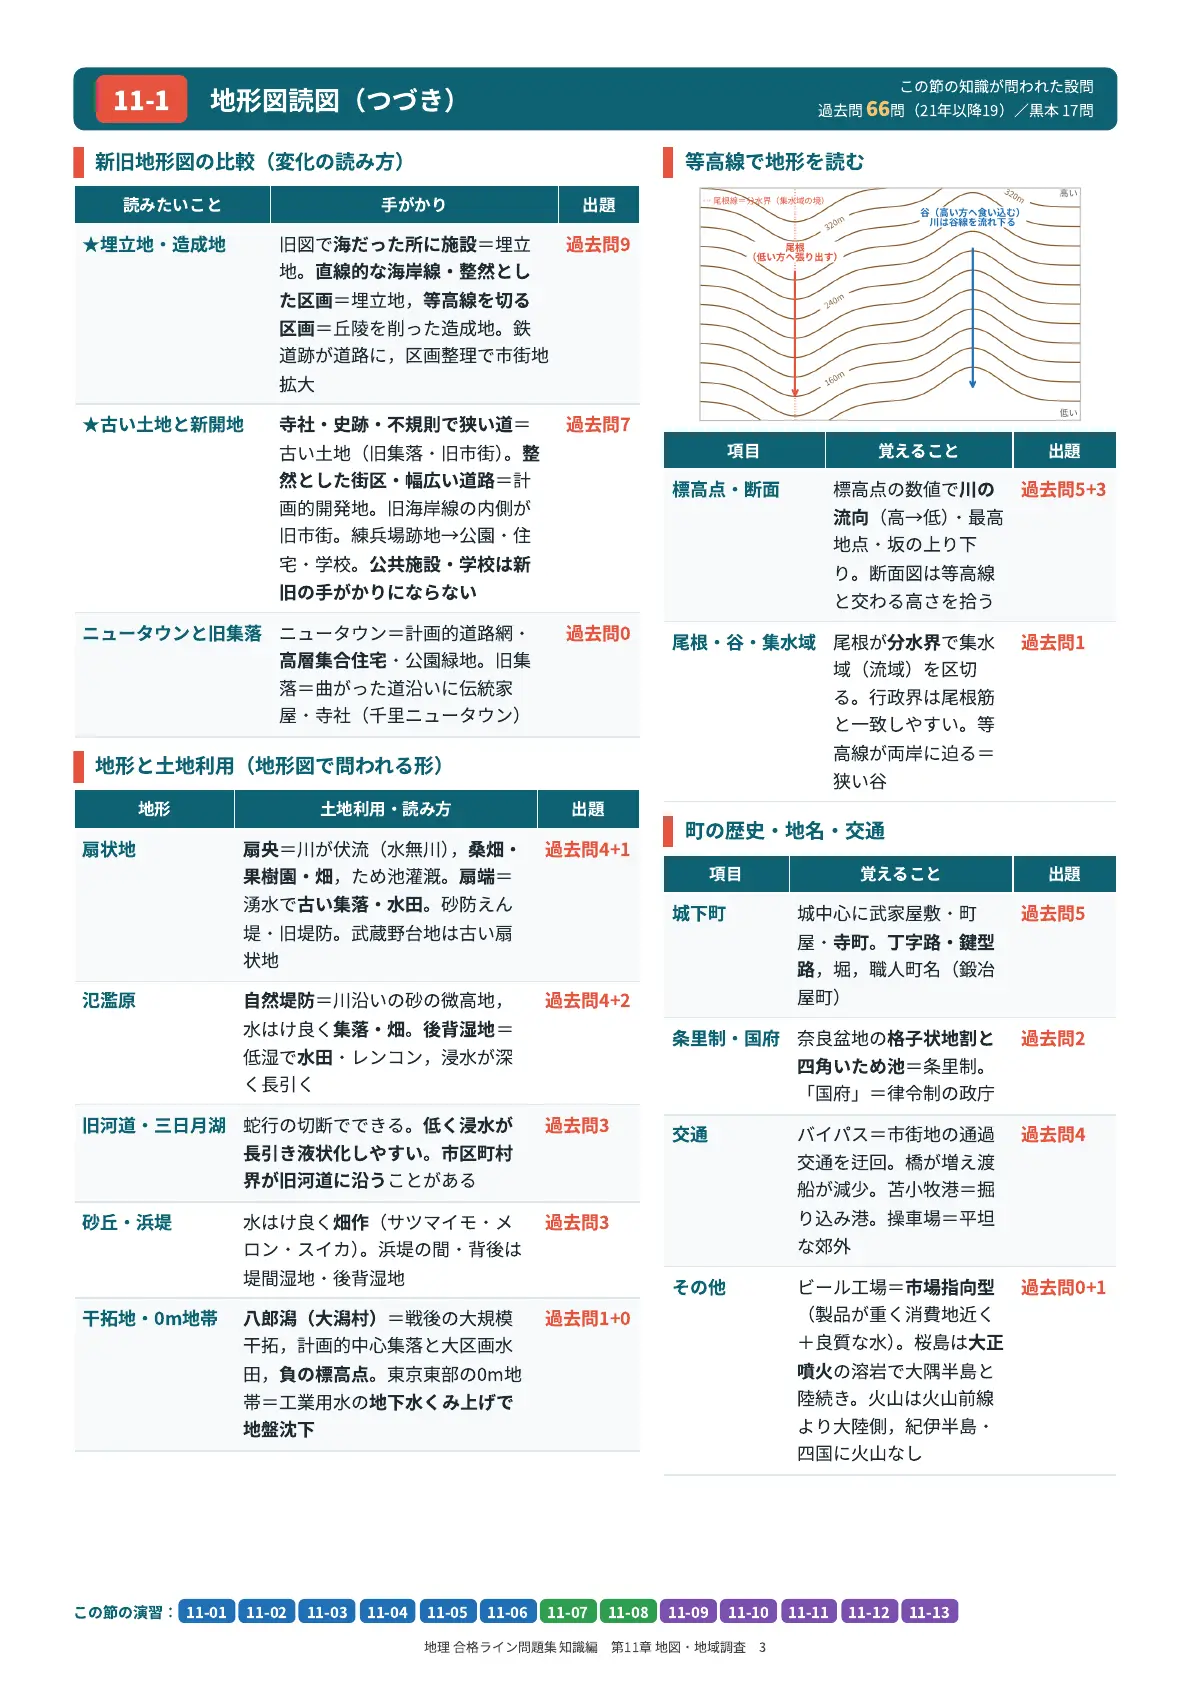 11-1 地形図読図（つづき）
この節の知識が問われた設問
過去問 66問（21年以降19）／黒本 17問
新旧地形図の比較（変化の読み方）
読みたいこと 手がかり 出題
★埋立地・造成地 旧図で海だった所に施設＝埋立 過去問9
地。直線的な海岸線・整然とし
た区画＝埋立地，等高線を切る
区画＝丘陵を削った造成地。鉄
道跡が道路に，区画整理で市街地
拡大
★古い土地と新開地 寺社・史跡・不規則で狭い道＝ 過去問7
古い土地（旧集落・旧市街）。整
然とした街区・幅広い道路＝計
画的開発地。旧海岸線の内側が
旧市街。練兵場跡地→公園・住
宅・学校。公共施設・学校は新
旧の手がかりにならない
ニュータウンと旧集落 ニュータウン＝計画的道路網・ 過去問0
高層集合住宅・公園緑地。旧集
落＝曲がった道沿いに伝統家
屋・寺社（千里ニュータウン）
地形と土地利用（地形図で問われる形）
地形 土地利用・読み方 出題
扇状地 扇央＝川が伏流（水無川），桑畑・ 過去問4+1
果樹園・畑，ため池灌漑。扇端＝
湧水で古い集落・水田。砂防えん
堤・旧堤防。武蔵野台地は古い扇
状地
氾濫原 自然堤防＝川沿いの砂の微高地， 過去問4+2
水はけ良く集落・畑。後背湿地＝
低湿で水田・レンコン，浸水が深
く長引く
旧河道・三日月湖 蛇行の切断でできる。低く浸水が 過去問3
長引き液状化しやすい。市区町村
界が旧河道に沿うことがある
砂丘・浜堤 水はけ良く畑作（サツマイモ・メ 過去問3
ロン・スイカ）。浜堤の間・背後は
堤間湿地・後背湿地
干拓地・0m地帯 八郎潟（大潟村）＝戦後の大規模 過去問1+0
干拓，計画的中心集落と大区画水
田，負の標高点。東京東部の0m地
帯＝工業用水の地下水くみ上げで
地盤沈下
等高線で地形を読む
尾根線＝分水界（集水域の境）
320m
320m
高い
谷（高い方へ食い込む）
川は谷線を流れ下る
尾根
（低い方へ張り出す）
240m
160m
低い
項目 覚えること 出題
標高点・断面 標高点の数値で川の 過去問5+3
流向（高→低）・最高
地点・坂の上り下
り。断面図は等高線
と交わる高さを拾う
尾根・谷・集水域 尾根が分水界で集水 過去問1
域（流域）を区切
る。行政界は尾根筋
と一致しやすい。等
高線が両岸に迫る＝
狭い谷
町の歴史・地名・交通
項目 覚えること 出題
城下町 城中心に武家屋敷・町 過去問5
屋・寺町。丁字路・鍵型
路，堀，職人町名（鍛冶
屋町）
条里制・国府 奈良盆地の格子状地割と 過去問2
四角いため池＝条里制。
「国府」＝律令制の政庁
交通 バイパス＝市街地の通過 過去問4
交通を迂回。橋が増え渡
船が減少。苫小牧港＝掘
り込み港。操車場＝平坦
な郊外
その他 ビール工場＝市場指向型 過去問0+1
（製品が重く消費地近く
＋良質な水）。桜島は大正
噴火の溶岩で大隅半島と
陸続き。火山は火山前線
より大陸側，紀伊半島・
四国に火山なし
この節の演習： 11-01 11-02 11-03 11-04 11-05 11-06 11-07 11-08 11-09 11-10 11-11 11-12 11-13
地理 合格ライン問題集 知識編 第11章 地図・地域調査 3